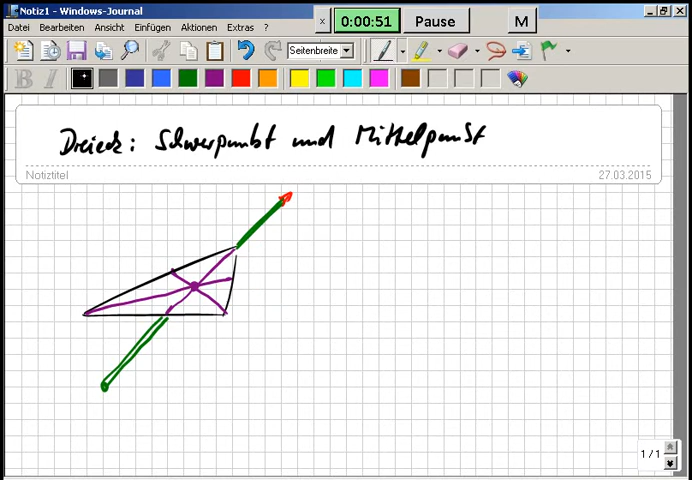 Notiz1 - Windows-Journal
x 0:00:51 Pause M
Datei Bearbeiten Ansicht Einfügen Aktionen Extras ?
Seitenbreite
B I
Dreieck: Schwerpunkt und Mittelpunkt
Notiztitel 27.03.2015
1 / 1